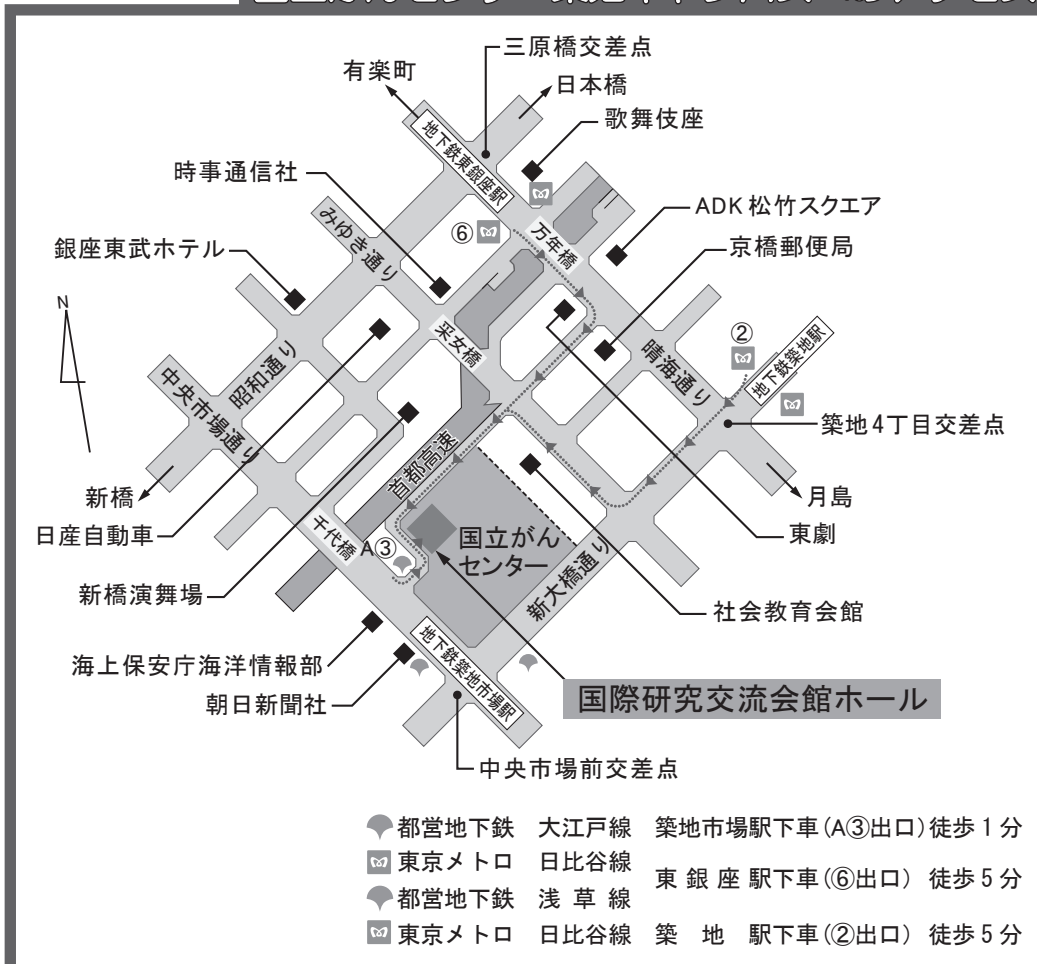 三原橋交差点
有楽町
日本橋
歌舞伎座
地下鉄東銀座駅
時事通信社
ADK 松竹スクエア
みゆき通り
⑥
万年橋
京橋郵便局
銀座東武ホテル
N
采女橋
②
地下鉄築地駅
昭和通り
晴海通り
中央市場通り
築地4丁目交差点
首都高速
新橋
月島
日産自動車
千代橋
A③
国立がん
センター
東劇
新橋演舞場
新大橋通り
社会教育会館
海上保安庁海洋情報部
地下鉄築地市場駅
朝日新聞社
国際研究交流会館ホール
中央市場前交差点
都営地下鉄 大江戸線 築地市場駅下車(A③出口)徒歩1分
東京メトロ 日比谷線
東銀座駅下車(⑥出口) 徒歩5分
都営地下鉄 浅草線
東京メトロ 日比谷線 築地 駅下車(②出口) 徒歩5分